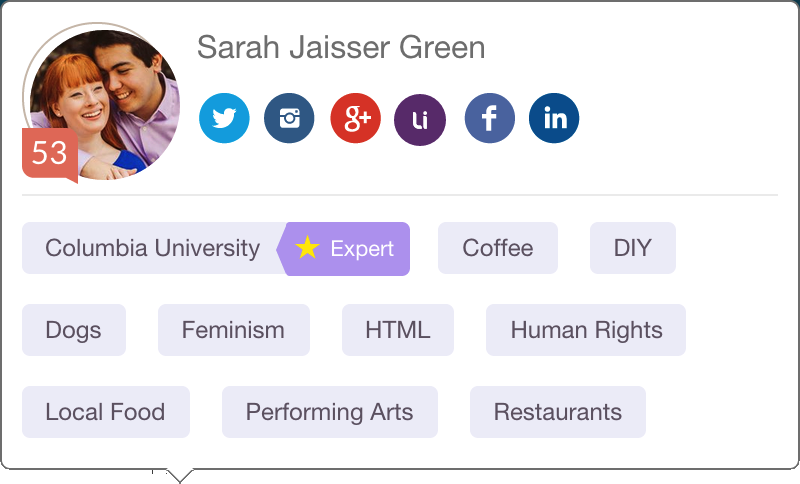 Sarah Jaisser Green
53
Columbia University Expert Coffee DIY
Dogs Feminism HTML Human Rights
Local Food Performing Arts Restaurants